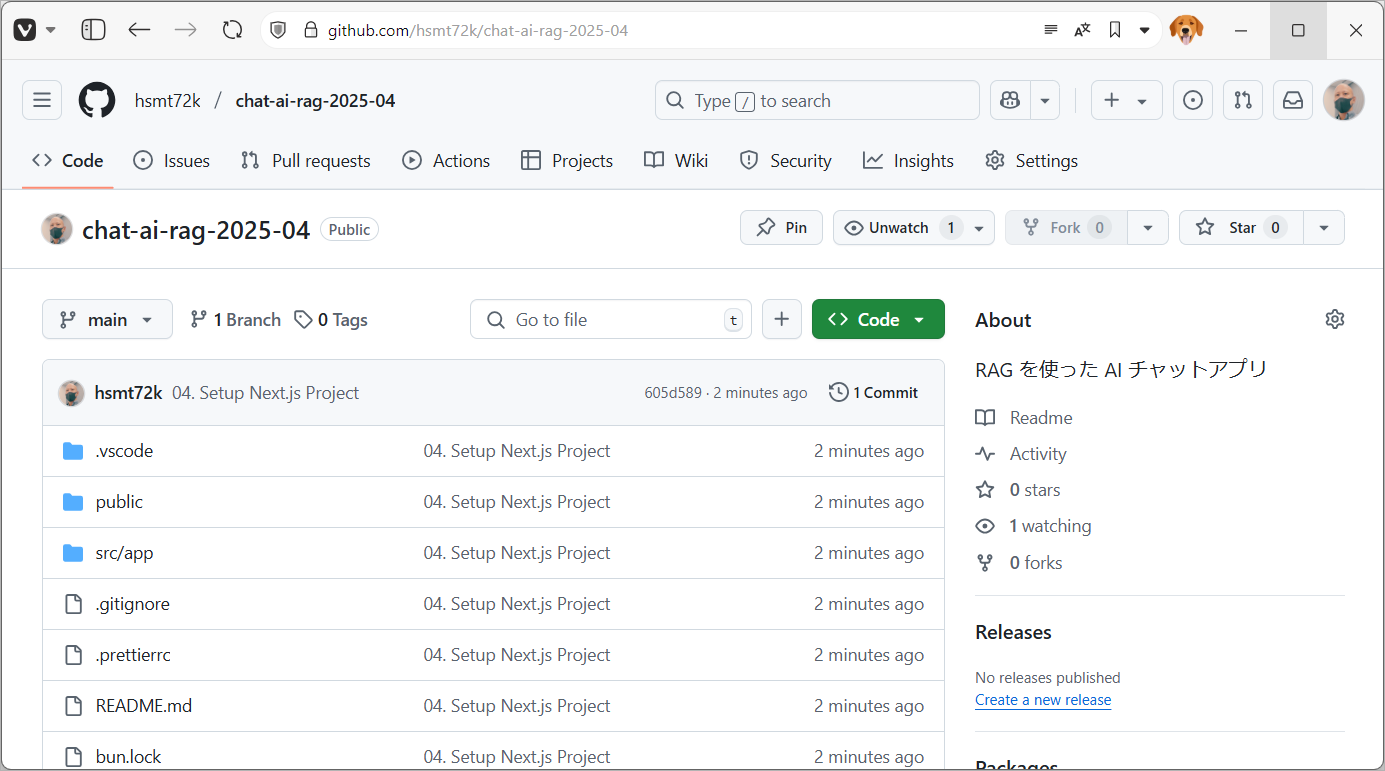 github.com/hsmt72k/chat-ai-rag-2025-04
hsmt72k / chat-ai-rag-2025-04
Type / to search
Code Issues Pull requests Actions Projects Wiki Security Insights Settings
chat-ai-rag-2025-04 Public
Pin Unwatch 1 Fork 0 Star 0
main 1 Branch 0 Tags Go to file t Code
hsmt72k 04. Setup Next.js Project 605d589 · 2 minutes ago 1 Commit
.vscode 04. Setup Next.js Project 2 minutes ago
public 04. Setup Next.js Project 2 minutes ago
src/app 04. Setup Next.js Project 2 minutes ago
.gitignore 04. Setup Next.js Project 2 minutes ago
.prettierrc 04. Setup Next.js Project 2 minutes ago
README.md 04. Setup Next.js Project 2 minutes ago
bun.lock 04. Setup Next.js Project 2 minutes ago
About
RAG を使った AI チャットアプリ
Readme
Activity
0 stars
1 watching
0 forks
Releases
No releases published
Create a new release
Packages